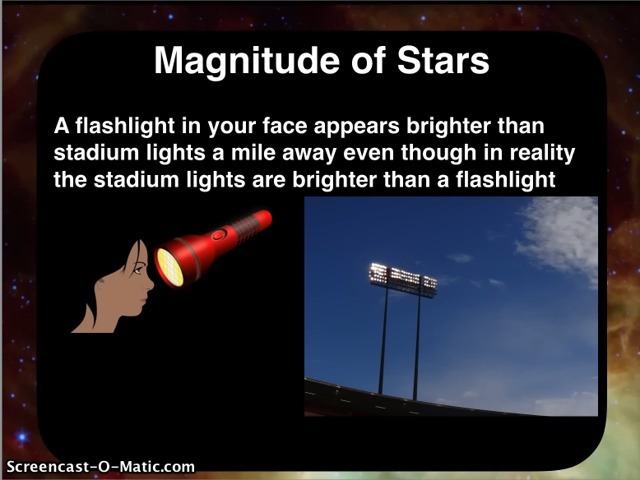 Magnitude of Stars
A flashlight in your face appears brighter than
stadium lights a mile away even though in reality
the stadium lights are brighter than a flashlight
Screencast-O-Matic.com